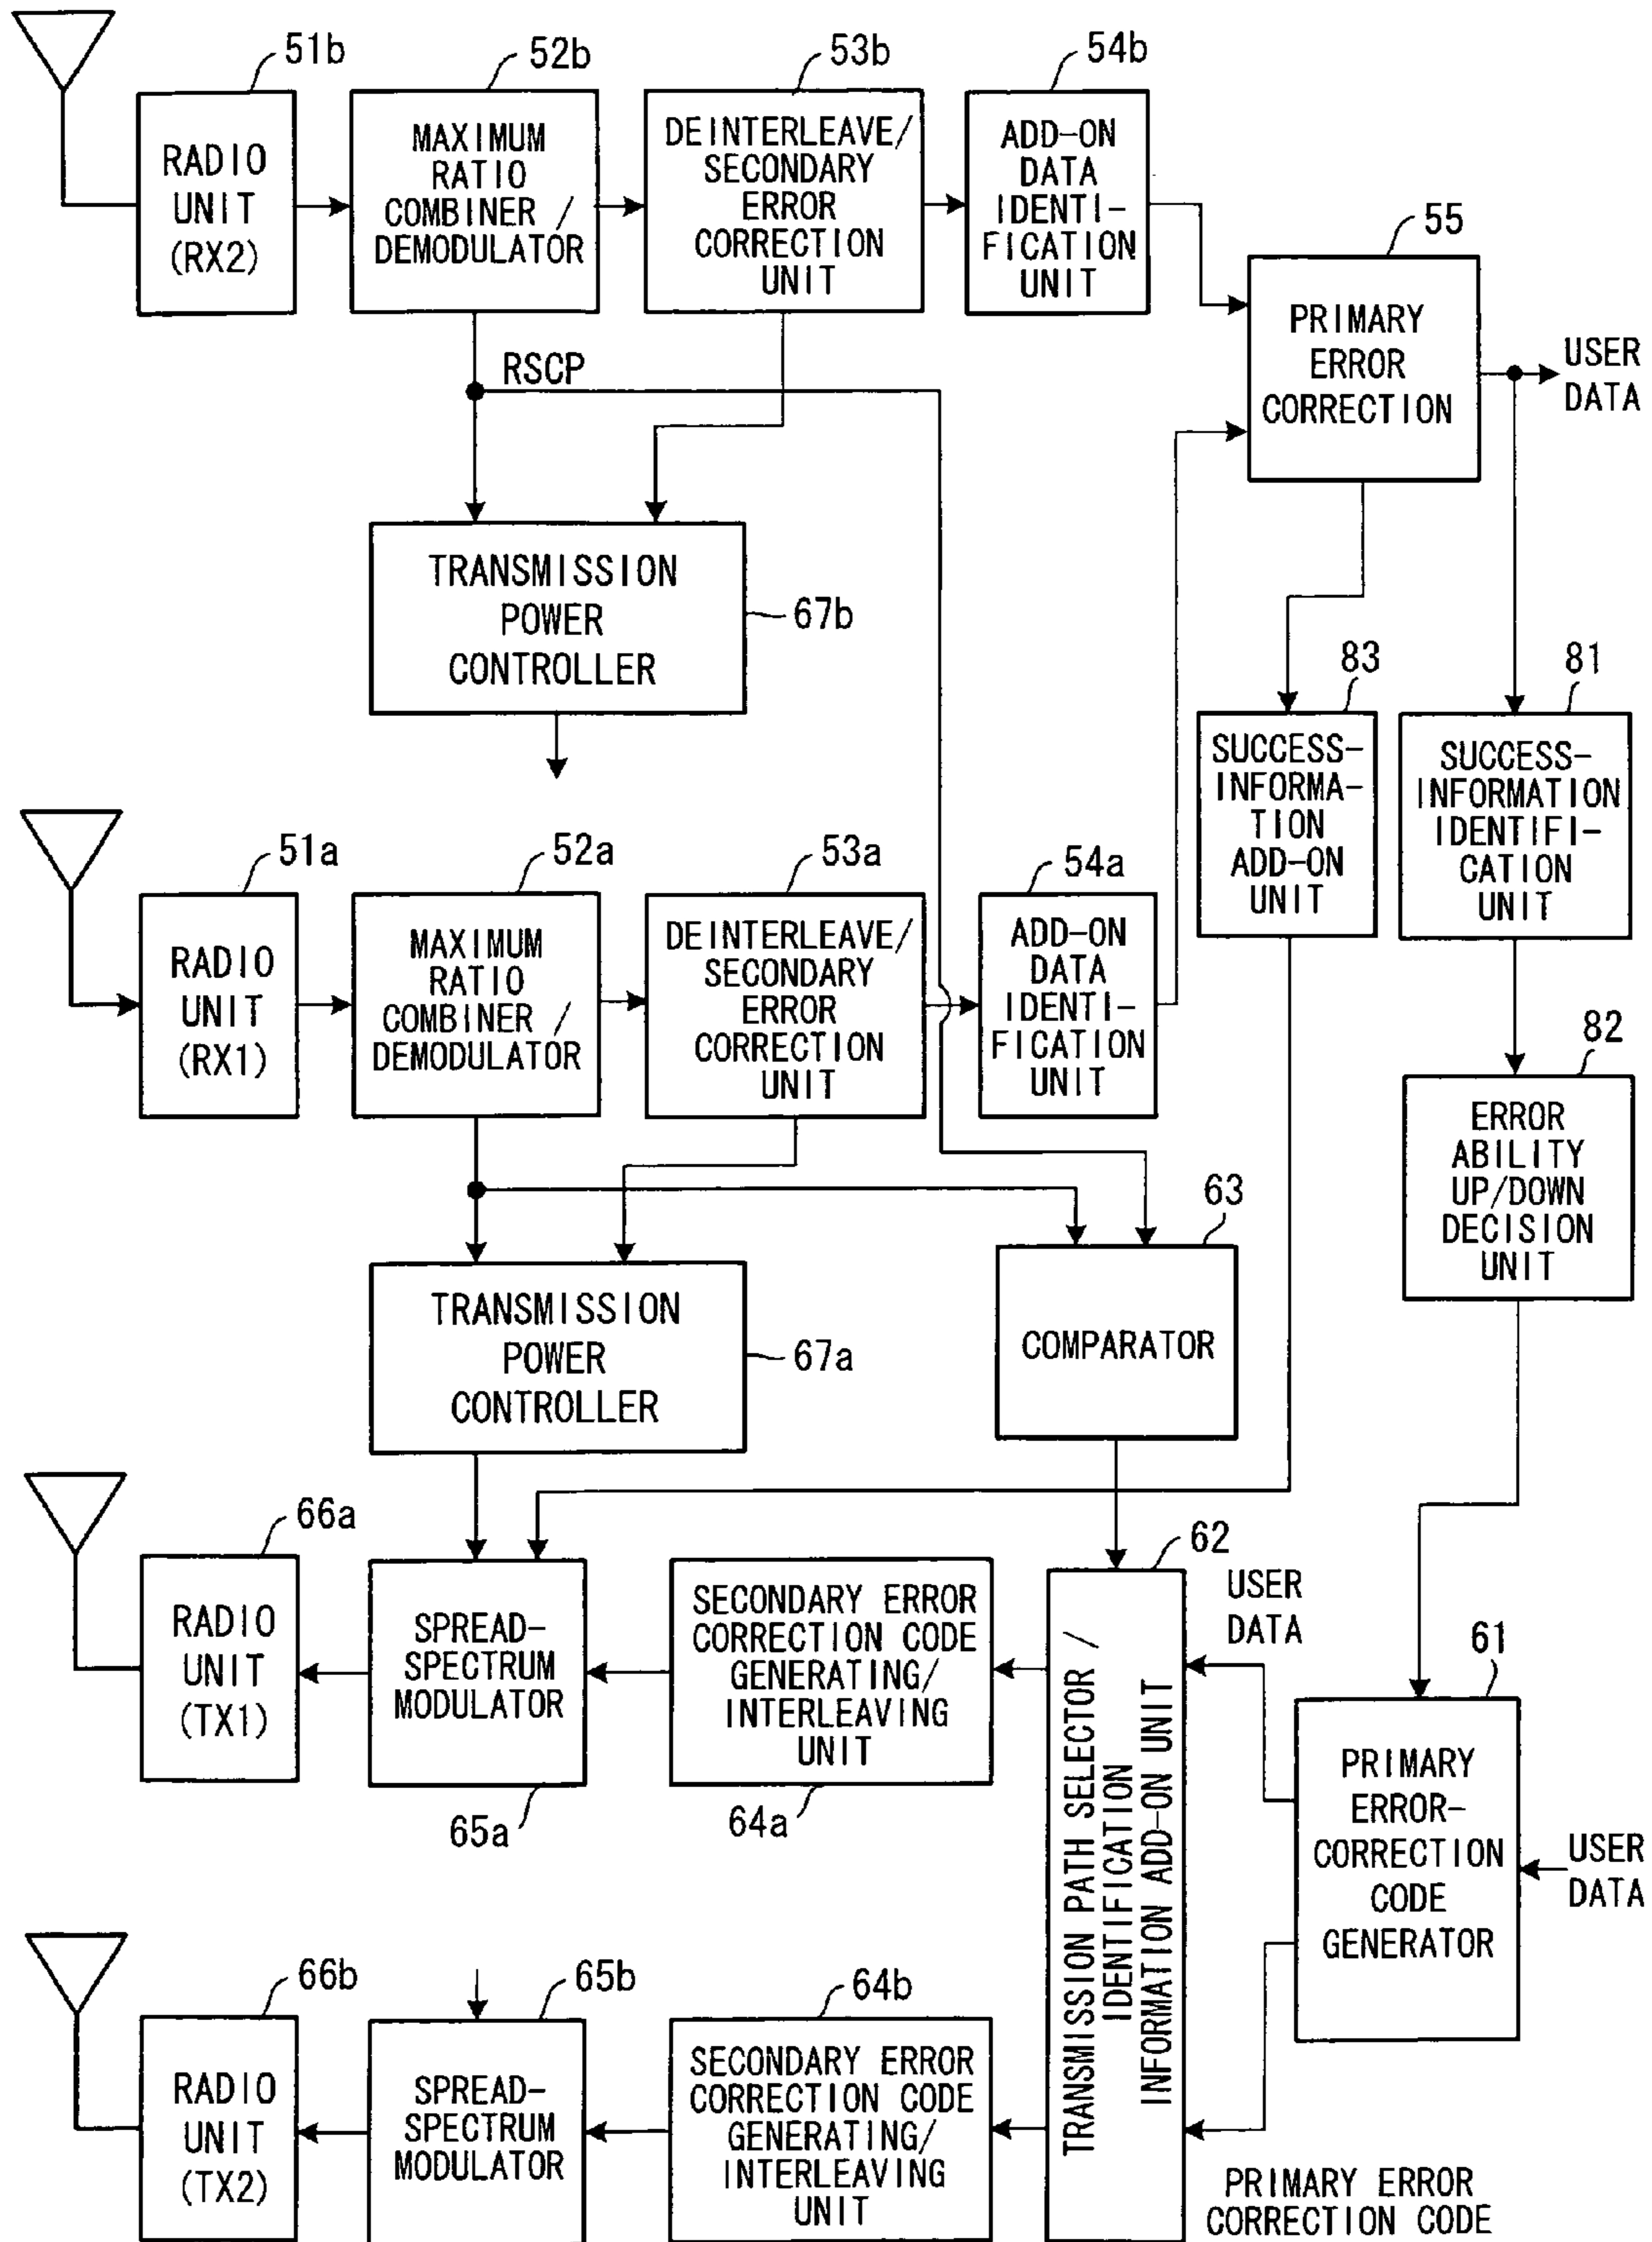 51b
52b
53b
54b
RADIO
UNIT
(RX2)
MAXIMUM
RATIO
COMBINER /
DEMODULATOR
DEINTERLEAVE/
SECONDARY
ERROR
CORRECTION
UNIT
ADD-ON
DATA
IDENTI-
FICATION
UNIT
55
PRIMARY
ERROR
CORRECTION
USER
DATA
RSCP
TRANSMISSION
POWER
CONTROLLER
67b
83
81
SUCCESS-
INFORMA-
TION
ADD-ON
UNIT
SUCCESS-
INFORMATION
IDENTIFI-
CATION
UNIT
51a
52a
53a
54a
RADIO
UNIT
(RX1)
MAXIMUM
RATIO
COMBINER /
DEMODULATOR
DEINTERLEAVE/
SECONDARY
ERROR
CORRECTION
UNIT
ADD-ON
DATA
IDENTI-
FICATION
UNIT
82
ERROR
ABILITY
UP/DOWN
DECISION
UNIT
63
COMPARATOR
TRANSMISSION
POWER
CONTROLLER
67a
66a
RADIO
UNIT
(TX1)
SPREAD-
SPECTRUM
MODULATOR
65a
SECONDARY ERROR
CORRECTION CODE
GENERATING/
INTERLEAVING
UNIT
64a
62
TRANSMISSION PATH SELECTOR /
IDENTIFICATION
INFORMATION ADD-ON UNIT
USER
DATA
61
PRIMARY
ERROR-
CORRECTION
CODE
GENERATOR
USER
DATA
66b
RADIO
UNIT
(TX2)
65b
SPREAD-
SPECTRUM
MODULATOR
64b
SECONDARY ERROR
CORRECTION CODE
GENERATING/
INTERLEAVING
UNIT
PRIMARY ERROR
CORRECTION CODE